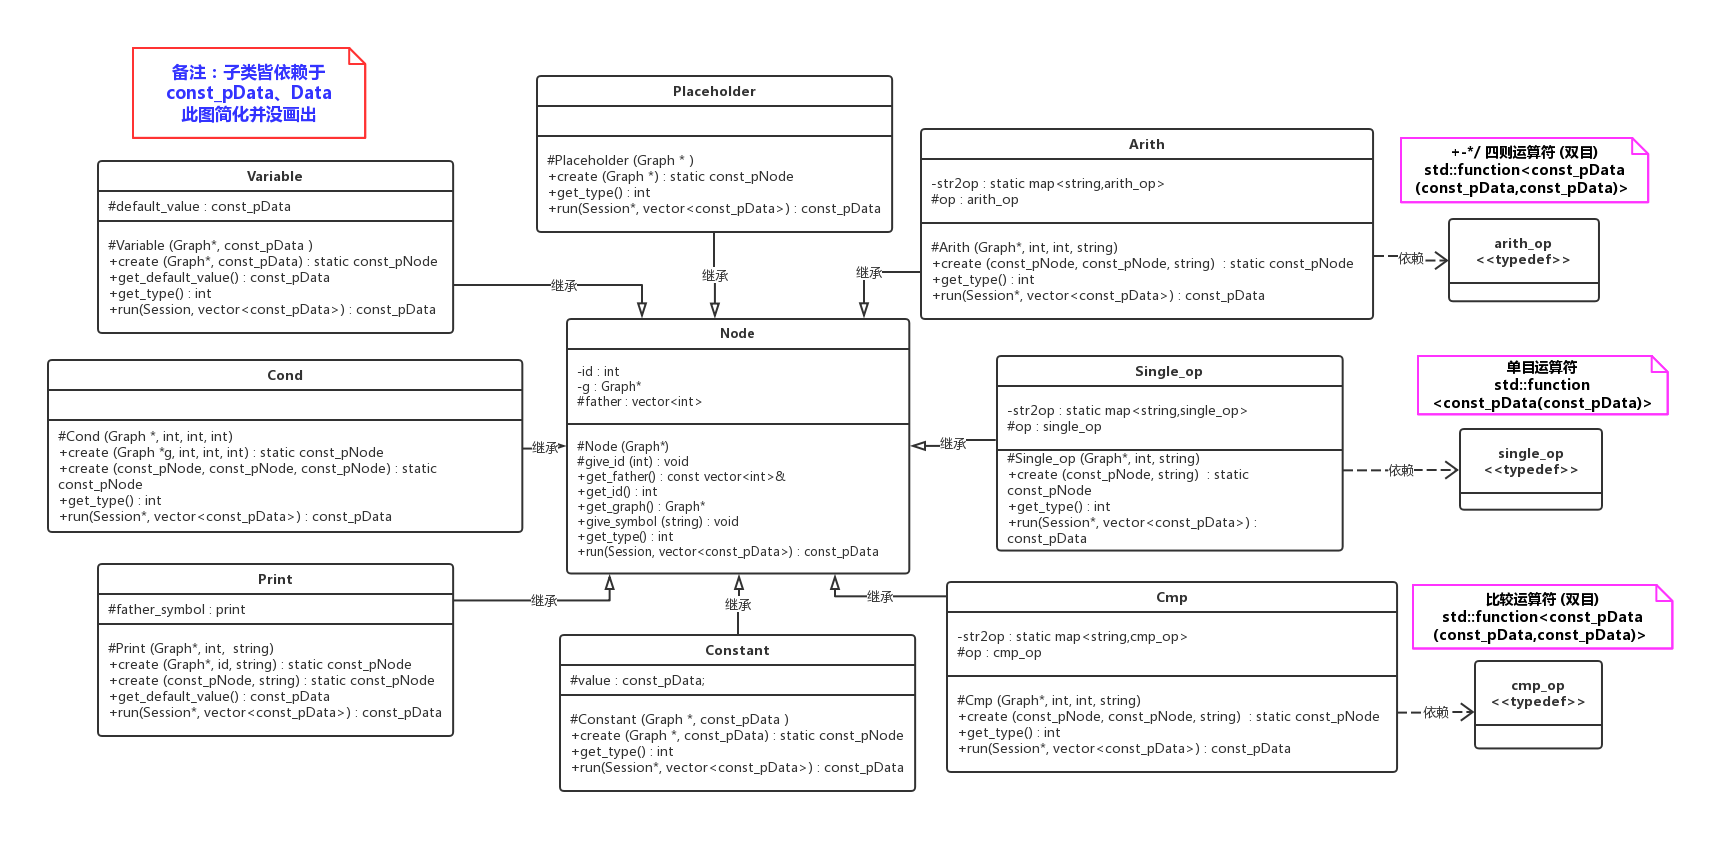 备注：子类皆依赖于
const_pData、Data
此图简化并没画出
Placeholder
#Placeholder (Graph * )
+create (Graph *) : static const_pNode
+get_type() : int
+run(Session*, vector<const_pData>) : const_pData
Variable
#default_value : const_pData
#Variable (Graph*, const_pData )
+create (Graph*, const_pData) : static const_pNode
+get_default_value() : const_pData
+get_type() : int
+run(Session, vector<const_pData>) : const_pData
Arith
-str2op : static map<string,arith_op>
#op : arith_op
#Arith (Graph*, int, int, string)
+create (const_pNode, const_pNode, string)  : static const_pNode
+get_type() : int
+run(Session*, vector<const_pData>) : const_pData
+-*/ 四则运算符 (双目)
std::function<const_pData
(const_pData,const_pData)>
依赖
arith_op
<<typedef>>
继承
继承
继承
Node
-id : int
-g : Graph*
#father : vector<int>
#Node (Graph*)
#give_id (int) : void
+get_father() : const vector<int>&
+get_id() : int
+get_graph() : Graph*
+give_symbol (string) : void
+get_type() : int
+run(Session, vector<const_pData>) : const_pData
Cond
#Cond (Graph *, int, int, int)
+create (Graph *g, int, int, int) : static const_pNode
+create (const_pNode, const_pNode, const_pNode) : static
const_pNode
+get_type() : int
+run(Session*, vector<const_pData>) : const_pData
继承
继承
Single_op
-str2op : static map<string,single_op>
#op : single_op
#Single_op (Graph*, int, string)
+create (const_pNode, string)  : static
const_pNode
+get_type() : int
+run(Session*, vector<const_pData>) :
const_pData
单目运算符
std::function
<const_pData(const_pData)>
依赖
single_op
<<typedef>>
Print
#father_symbol : print
#Print (Graph*, int,  string)
+create (Graph*, id, string) : static const_pNode
+create (const_pNode, string) : static const_pNode
+get_default_value() : const_pData
+run(Session*, vector<const_pData>) : const_pData
继承
继承
继承
Constant
#value : const_pData;
#Constant (Graph *, const_pData )
+create (Graph *, const_pData) : static const_pNode
+get_type() : int
+run(Session*, vector<const_pData>) : const_pData
Cmp
-str2op : static map<string,cmp_op>
#op : cmp_op
#Cmp (Graph*, int, int, string)
+create (const_pNode, const_pNode, string)  : static const_pNode
+get_type() : int
+run(Session*, vector<const_pData>) : const_pData
比较运算符 (双目)
std::function<const_pData
(const_pData,const_pData)>
依赖
cmp_op
<<typedef>>